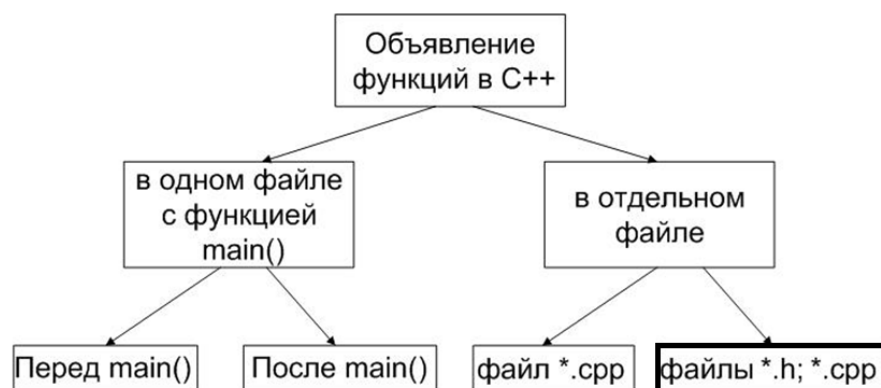 Объявление
функций в С++
в одном файле
с функцией
main()
в отдельном
файле
Перед main()
После main()
файл *.cpp
файлы *.h; *.cpp